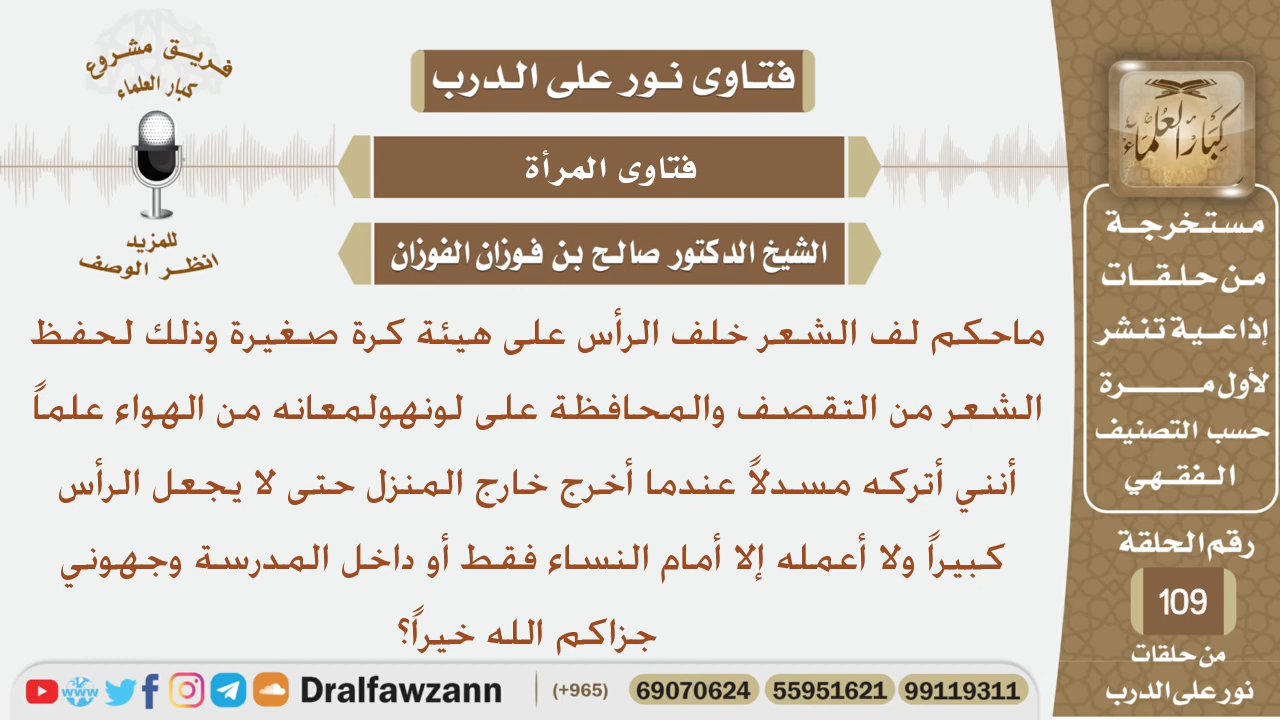 فريق مشروع
كبار العلماء
للمزيد
انظر الوصف
فتاوى نور على الدرب
فتاوى المرأة
الشيخ الدكتور صالح بن فوزان الفوزان
ماحكم لف الشعر خلف الرأس على هيئة كرة صغيرة وذلك لحفظ
الشعر من التقصف والمحافظة على لونهولمعانه من الهواء علماً
أنني أتركه مسدلاً عندما أخرج خارج المنزل حتى لا يجعل الرأس
كبيراً ولا أعمله إلا أمام النساء فقط أو داخل المدرسة وجهوني
جزاكم الله خيراً؟
كبار العلماء
مستخرجة
من حلقات
إذاعية تنشر
لأول مرة
حسب التصنيف
الفقهي
رقم الحلقة
109
من حلقات
نور على الدرب
www
Dralfawzann
(+965)
69070624
55951621
99119311